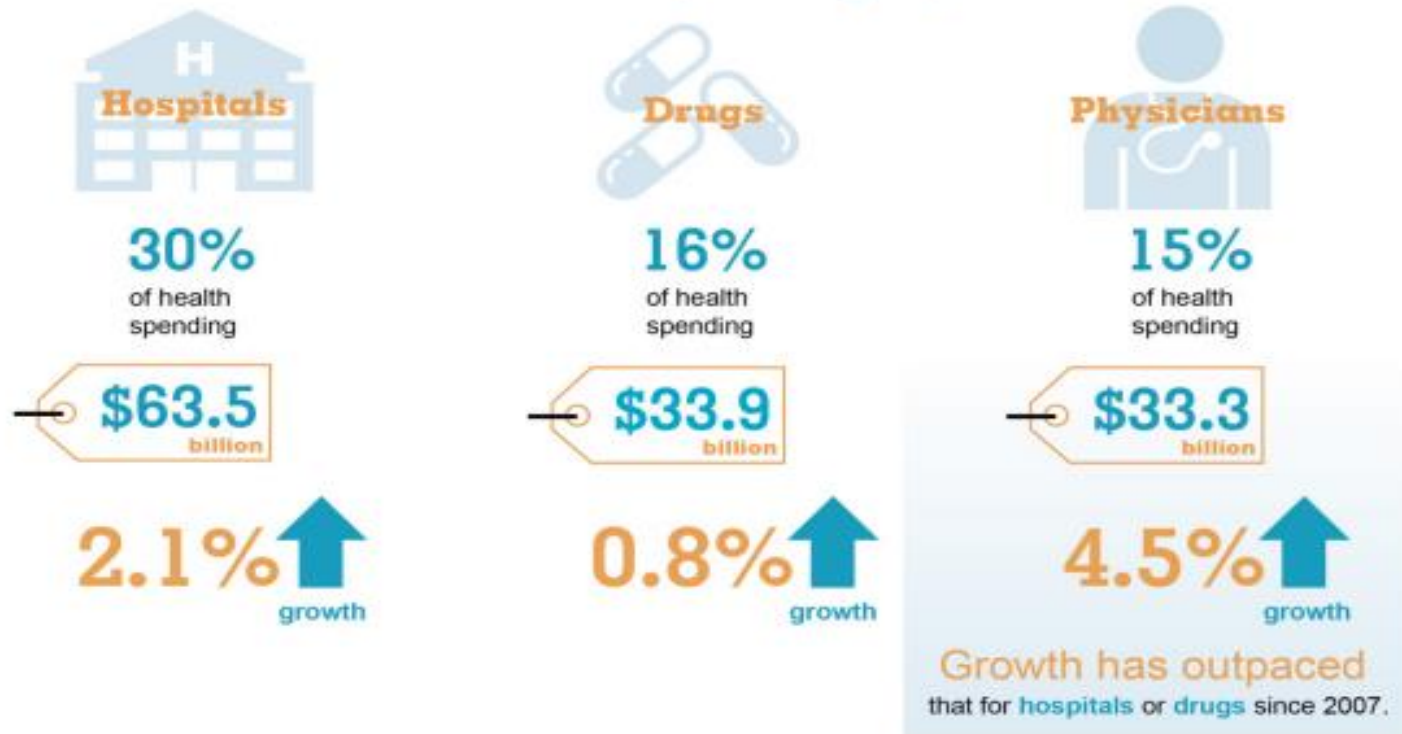 H
Hospitals
30%
of health
spending
$63.5
billion
2.1%
growth
Drugs
16%
of health
spending
$33.9
billion
0.8%
growth
Physicians
15%
of health
spending
$33.3
billion
4.5%
growth
Growth has outpaced
that for hospitals or drugs since 2007.